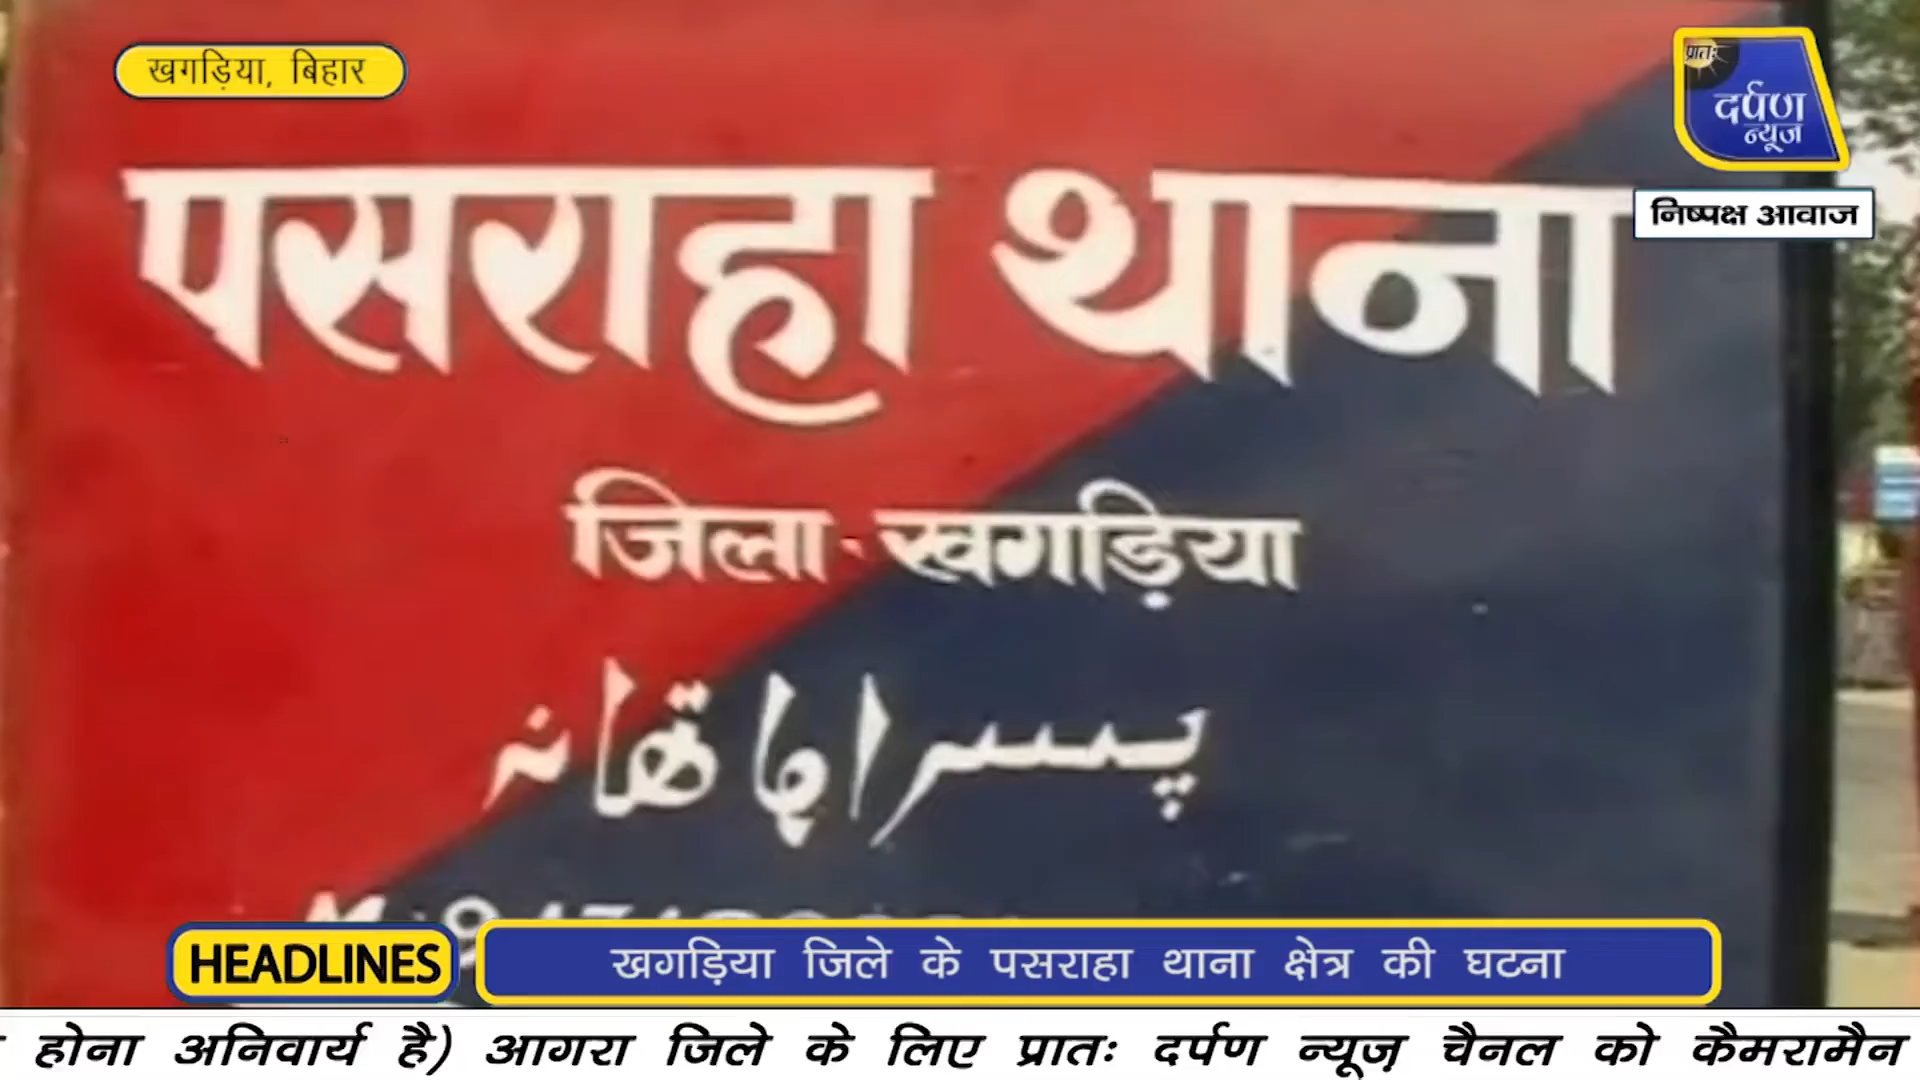 खगड़िया, बिहार
प्रातः
दर्पण
न्यूज
निष्पक्ष आवाज
पसराहा थाना
जिला · खगड़िया
پسراہا تھانہ
HEADLINES
खगड़िया जिले के पसराहा थाना क्षेत्र की घटना
होना अनिवार्य है) आगरा जिले के लिए प्रातः दर्पण न्यूज़ चैनल को कैमरामैन